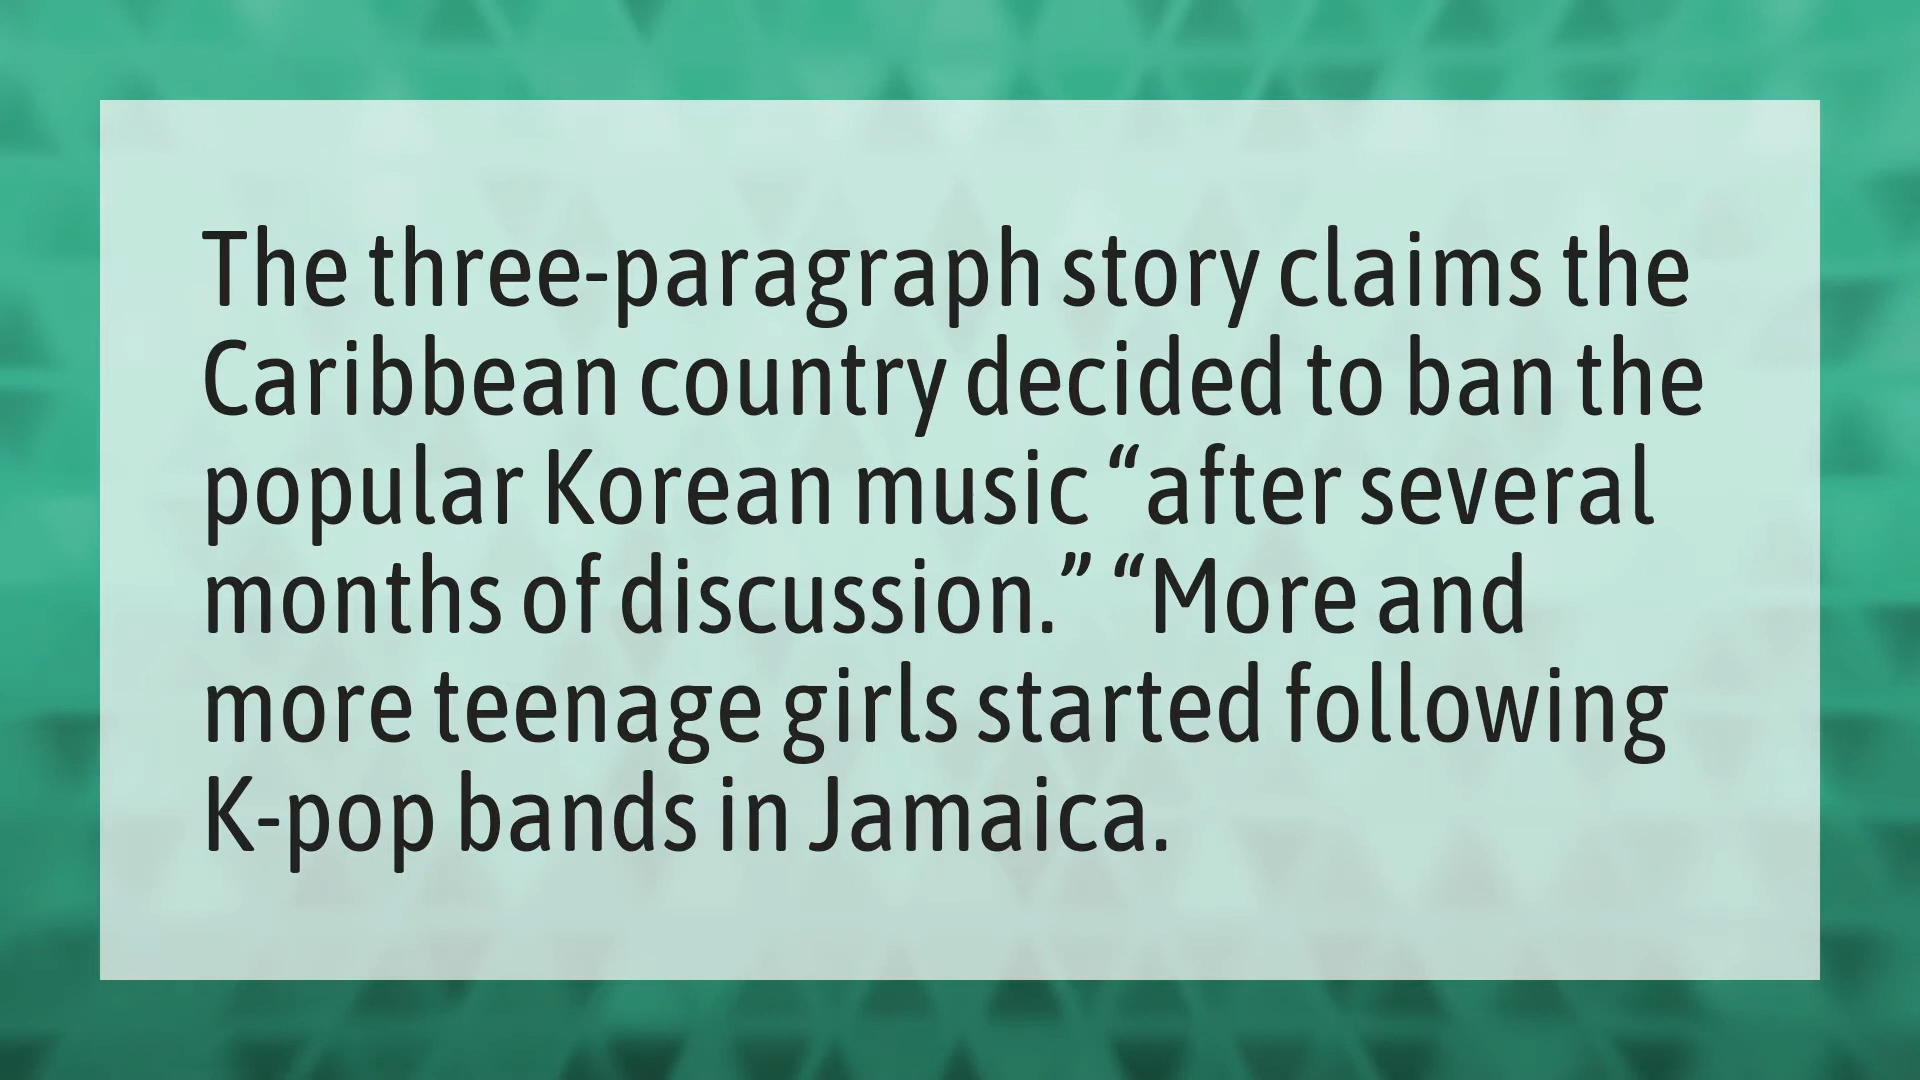 The three-paragraph story claims the
Caribbean country decided to ban the
popular Korean music “after several
months of discussion.” “More and
more teenage girls started following
K-pop bands in Jamaica.